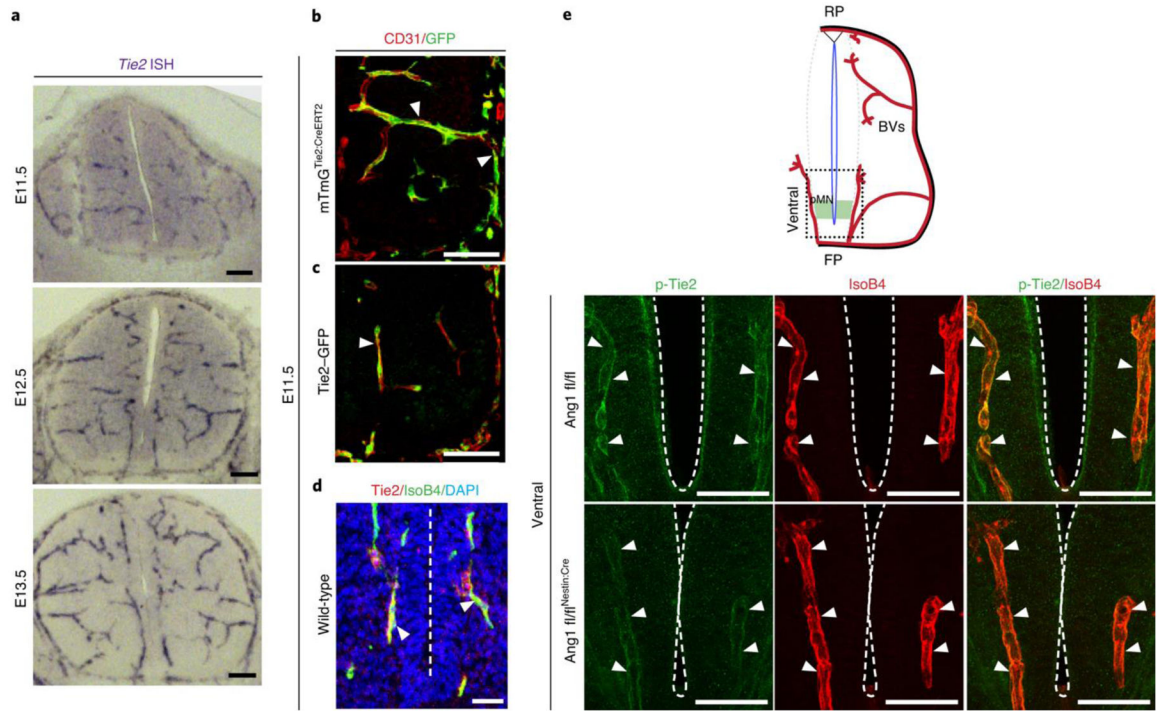 a
Tie2 ISH
E11.5
E12.5
E13.5
b
CD31/GFP
mTmG^Tie2:CreERT2
c
Tie2–GFP
E11.5
d
Tie2/IsoB4/DAPI
Wild-type
e
RP
BVs
pMN
Ventral
FP
p-Tie2
IsoB4
p-Tie2/IsoB4
Ventral
Ang1 fl/fl
Ang1 fl/fl^Nestin:Cre